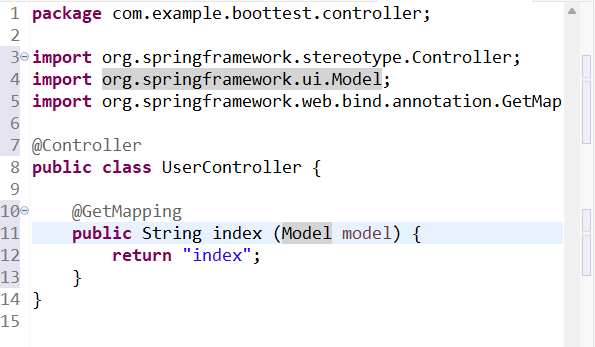 1 package com.example.boottest.controller;
2
3 import org.springframework.stereotype.Controller;
4 import org.springframework.ui.Model;
5 import org.springframework.web.bind.annotation.GetMap
6
7 @Controller
8 public class UserController {
9
10     @GetMapping
11     public String index (Model model) {
12         return "index";
13     }
14 }
15